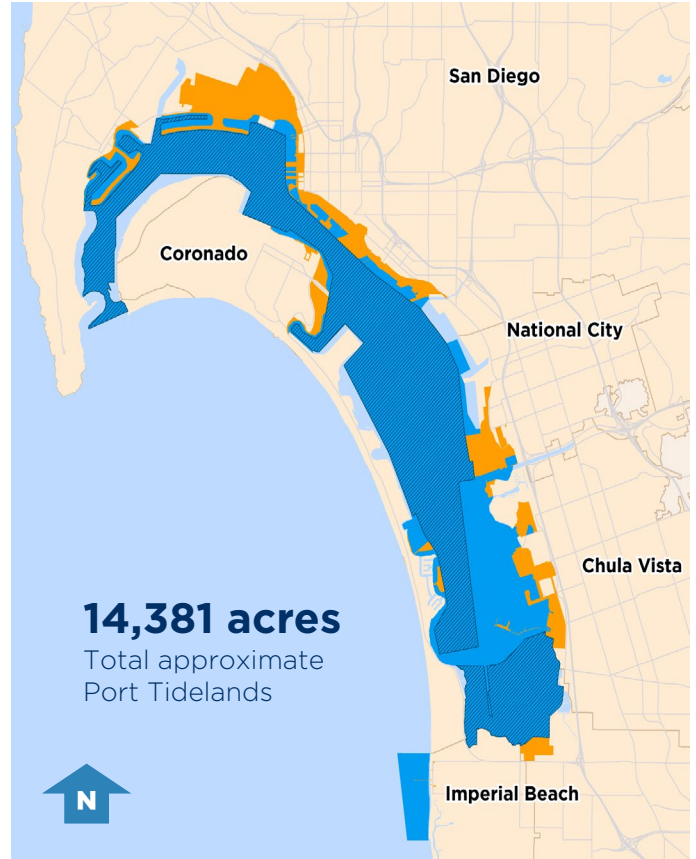 San Diego
Coronado
National City
Chula Vista
14,381 acres
Total approximate
Port Tidelands
N
Imperial Beach